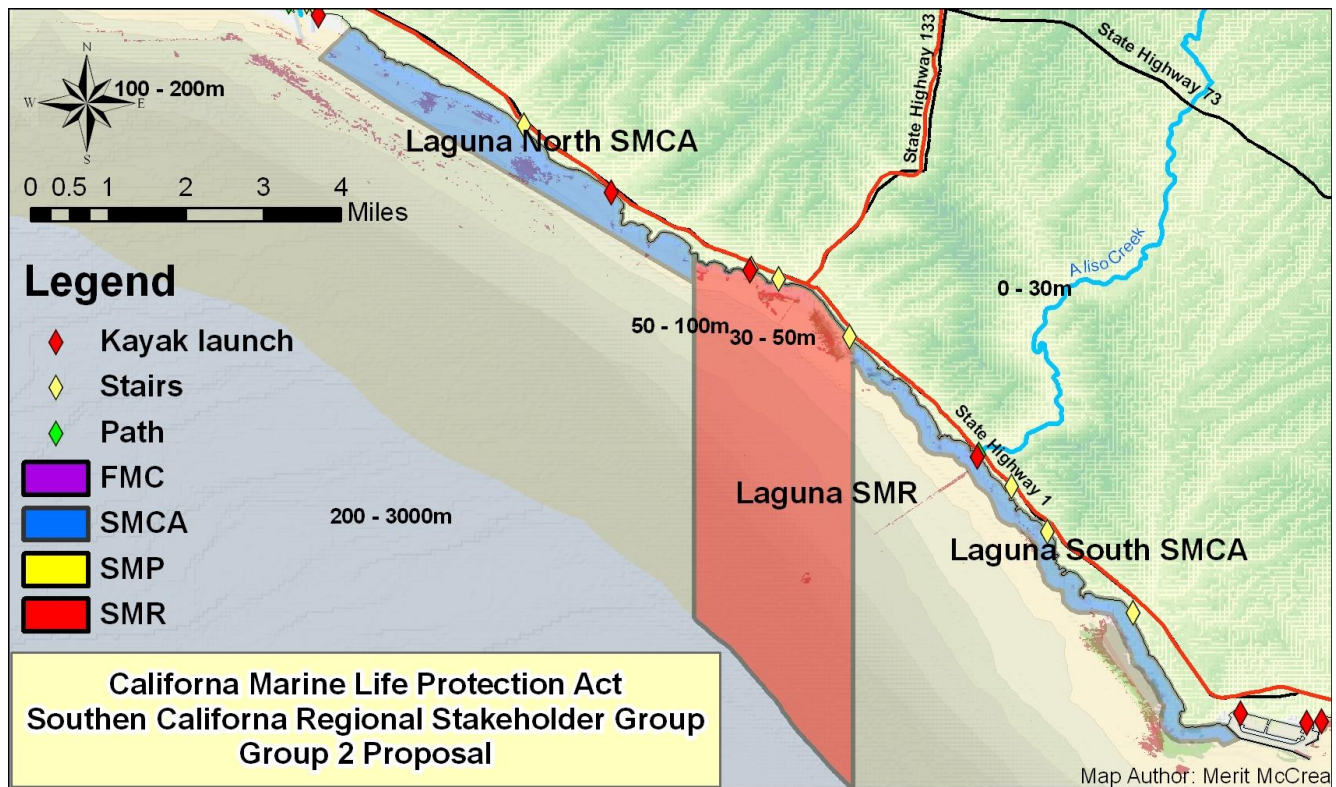 N
W
E
S
100 - 200m
0 0.5 1 2 3 4
Miles
Legend
Kayak launch
Stairs
Path
FMC
SMCA
SMP
SMR
Laguna North SMCA
State Highway 133
State Highway 73
Aliso Creek
0 - 30m
50 - 100m
30 - 50m
State Highway 1
Laguna SMR
200 - 3000m
Laguna South SMCA
Californa Marine Life Protection Act
Southen Californa Regional Stakeholder Group
Group 2 Proposal
Map Author: Merit McCrea